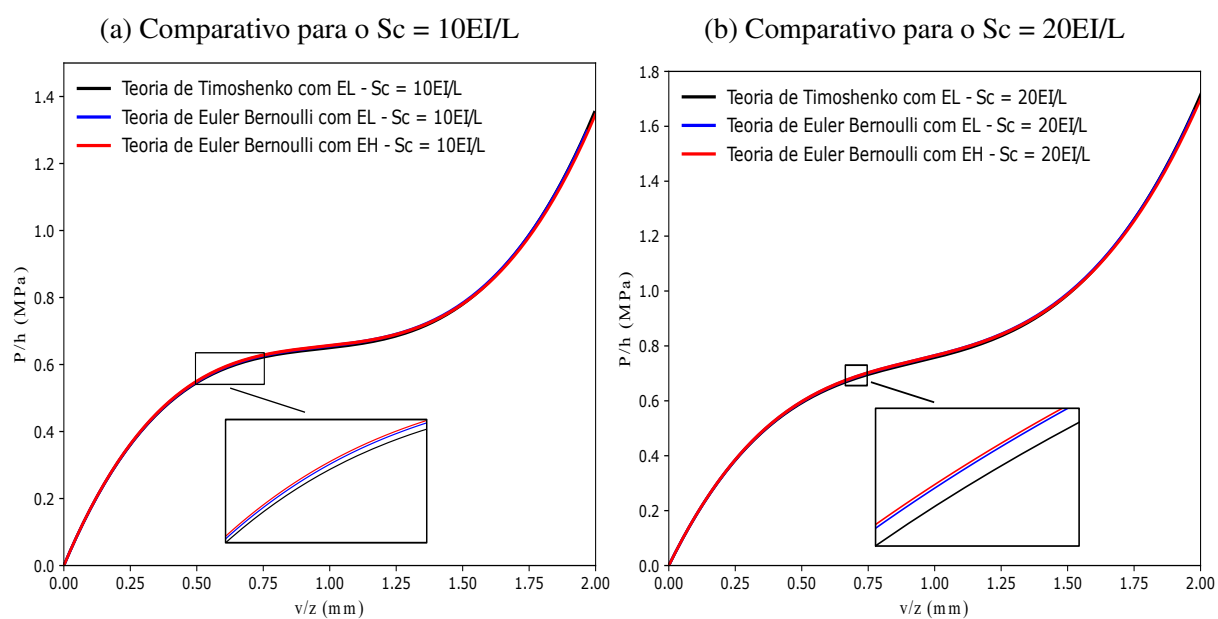 (a) Comparativo para o Sc = 10EI/L
Teoria de Timoshenko com EL - Sc = 10EI/L
Teoria de Euler Bernoulli com EL - Sc = 10EI/L
Teoria de Euler Bernoulli com EH - Sc = 10EI/L
P/h (MPa)
1.4
1.2
1.0
0.8
0.6
0.4
0.2
0.0
0.00 0.25 0.50 0.75 1.00 1.25 1.50 1.75 2.00
v/z (mm)
(b) Comparativo para o Sc = 20EI/L
Teoria de Timoshenko com EL - Sc = 20EI/L
Teoria de Euler Bernoulli com EL - Sc = 20EI/L
Teoria de Euler Bernoulli com EH - Sc = 20EI/L
P/h (MPa)
1.8
1.6
1.4
1.2
1.0
0.8
0.6
0.4
0.2
0.0
0.00 0.25 0.50 0.75 1.00 1.25 1.50 1.75 2.00
v/z (mm)